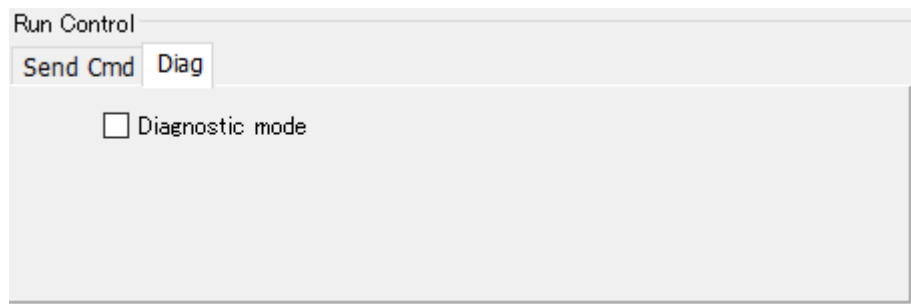 Run Control
Send Cmd Diag
Diagnostic mode